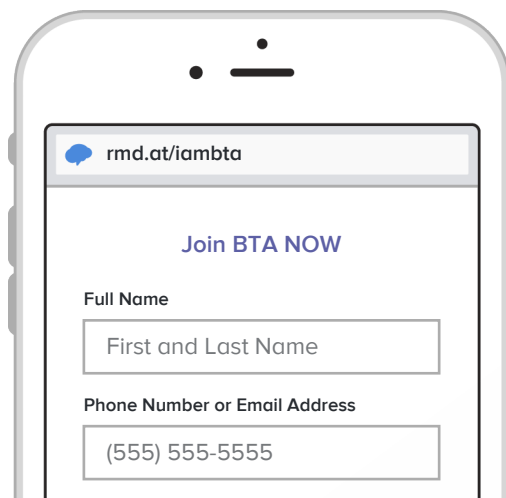 rmd.at/iambta
Join BTA NOW
Full Name
First and Last Name
Phone Number or Email Address
(555) 555-5555